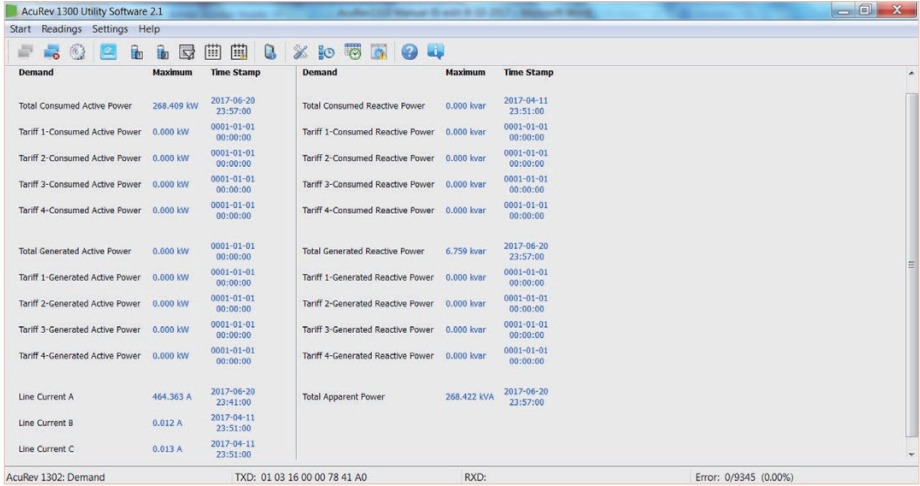 AcuRev 1300 Utility Software 2.1
Start Readings Settings Help
Demand Maximum Time Stamp Demand Maximum Time Stamp
Total Consumed Active Power 268.409 kW 2017-06-20 23:57:00 Total Consumed Reactive Power 0.000 kvar 2017-04-11 23:51:00
Tariff 1-Consumed Active Power 0.000 kW 0001-01-01 00:00:00 Tariff 1-Consumed Reactive Power 0.000 kvar 0001-01-01 00:00:00
Tariff 2-Consumed Active Power 0.000 kW 0001-01-01 00:00:00 Tariff 2-Consumed Reactive Power 0.000 kvar 0001-01-01 00:00:00
Tariff 3-Consumed Active Power 0.000 kW 0001-01-01 00:00:00 Tariff 3-Consumed Reactive Power 0.000 kvar 0001-01-01 00:00:00
Tariff 4-Consumed Active Power 0.000 kW 0001-01-01 00:00:00 Tariff 4-Consumed Reactive Power 0.000 kvar 0001-01-01 00:00:00
Total Generated Active Power 0.000 kW 0001-01-01 00:00:00 Total Generated Reactive Power 6.759 kvar 2017-06-20 23:57:00
Tariff 1-Generated Active Power 0.000 kW 0001-01-01 00:00:00 Tariff 1-Generated Reactive Power 0.000 kvar 0001-01-01 00:00:00
Tariff 2-Generated Active Power 0.000 kW 0001-01-01 00:00:00 Tariff 2-Generated Reactive Power 0.000 kvar 0001-01-01 00:00:00
Tariff 3-Generated Active Power 0.000 kW 0001-01-01 00:00:00 Tariff 3-Generated Reactive Power 0.000 kvar 0001-01-01 00:00:00
Tariff 4-Generated Active Power 0.000 kW 0001-01-01 00:00:00 Tariff 4-Generated Reactive Power 0.000 kvar 0001-01-01 00:00:00
Line Current A 464.363 A 2017-06-20 23:41:00 Total Apparent Power 268.422 kVA 2017-06-20 23:57:00
Line Current B 0.012 A 2017-04-11 23:51:00
Line Current C 0.013 A 2017-04-11 23:51:00
AcuRev 1302: Demand TXD: 01 03 16 00 00 78 41 A0 RXD: Error: 0/9345 (0.00%)